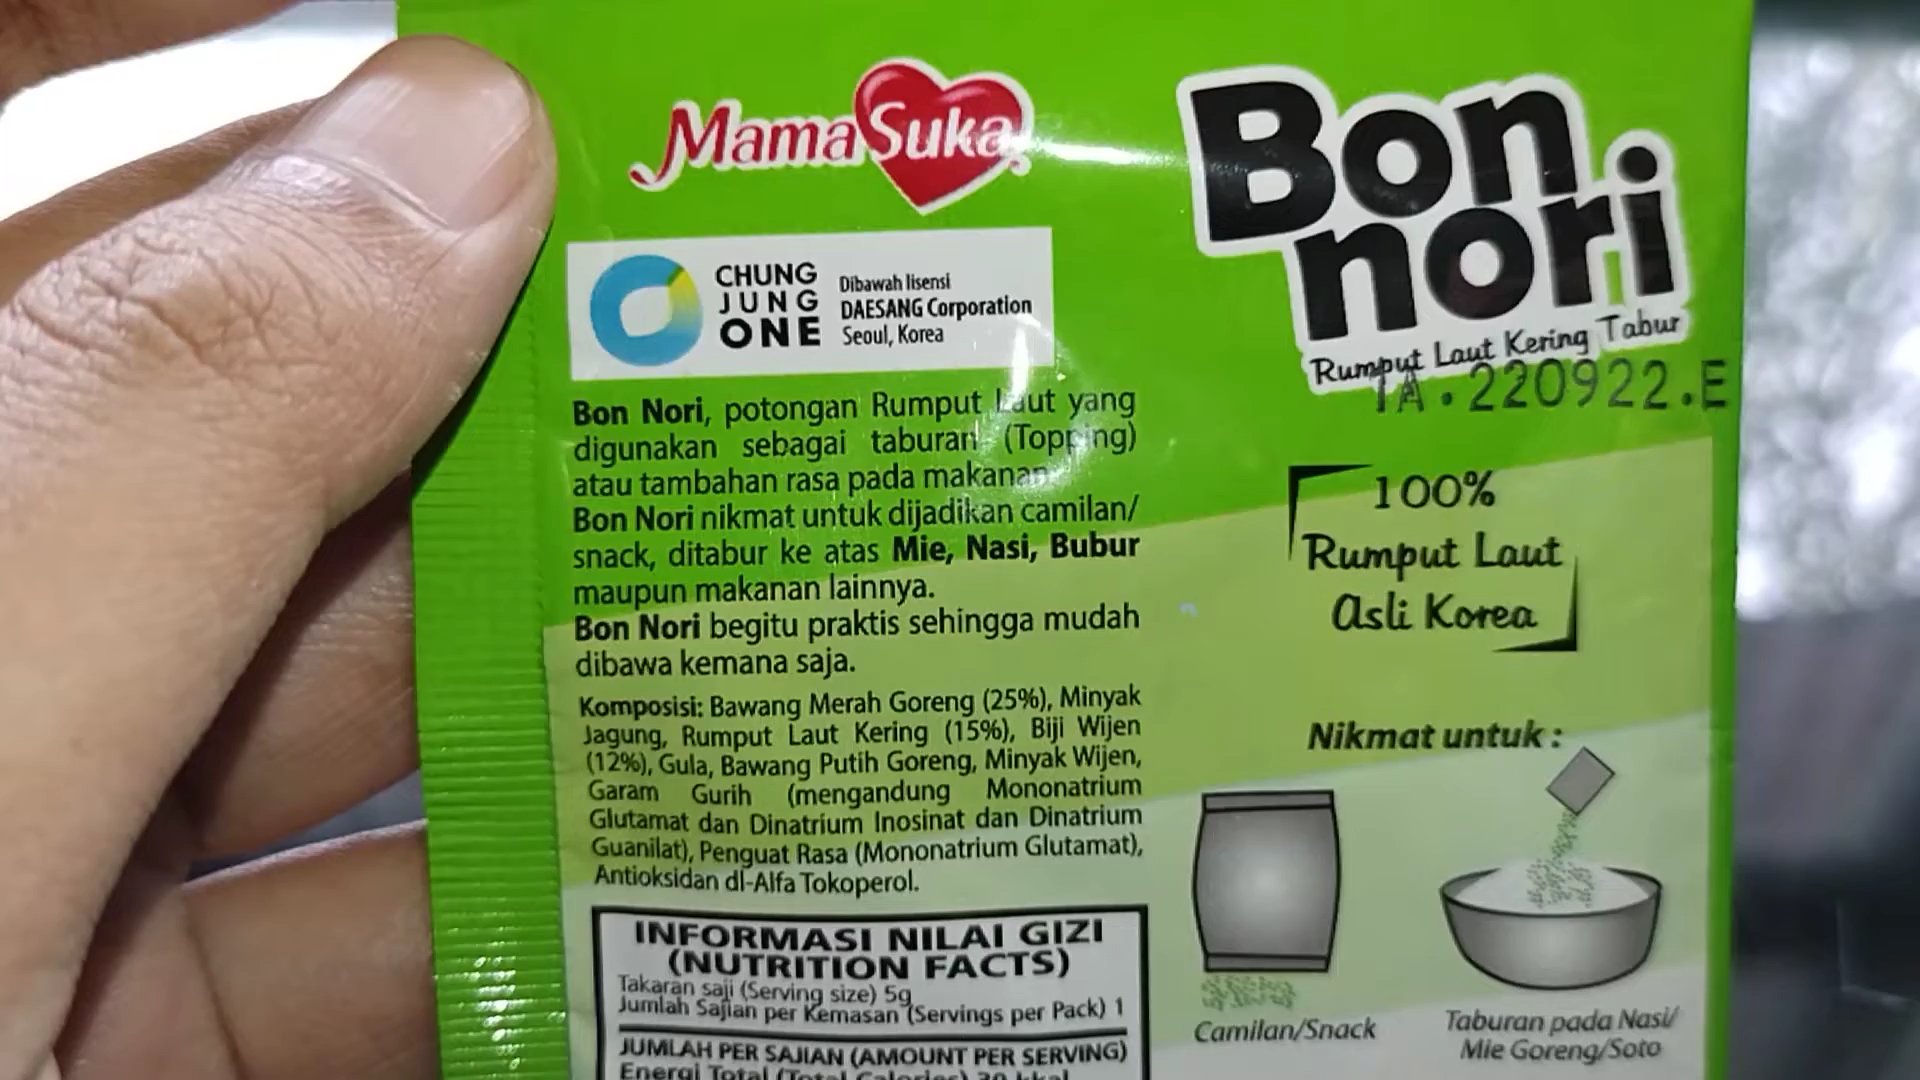 MamaSuka
Bon
nori
Rumput Laut Kering Tabur
1A.220922.E
CHUNG
JUNG
ONE
Dibawah lisensi
DAESANG Corporation
Seoul, Korea
Bon Nori, potongan Rumput Laut yang
digunakan sebagai taburan (Topping)
atau tambahan rasa pada makanan
Bon Nori nikmat untuk dijadikan camilan/
snack, ditabur ke atas Mie, Nasi, Bubur
maupun makanan lainnya.
Bon Nori begitu praktis sehingga mudah
dibawa kemana saja.
Komposisi: Bawang Merah Goreng (25%), Minyak
Jagung, Rumput Laut Kering (15%), Biji Wijen
(12%), Gula, Bawang Putih Goreng, Minyak Wijen,
Garam Gurih (mengandung Mononatrium
Glutamat dan Dinatrium Inosinat dan Dinatrium
Guanilat), Penguat Rasa (Mononatrium Glutamat),
Antioksidan dl-Alfa Tokoperol.
INFORMASI NILAI GIZI
(NUTRITION FACTS)
Takaran saji (Serving size) 5g
Jumlah Sajian per Kemasan (Servings per Pack) 1
JUMLAH PER SAJIAN (AMOUNT PER SERVING)
Energi Total (Total Calories) 30 kkal
100%
Rumput Laut
Asli Korea
Nikmat untuk :
Camilan/Snack
Taburan pada Nasi/
Mie Goreng/Soto